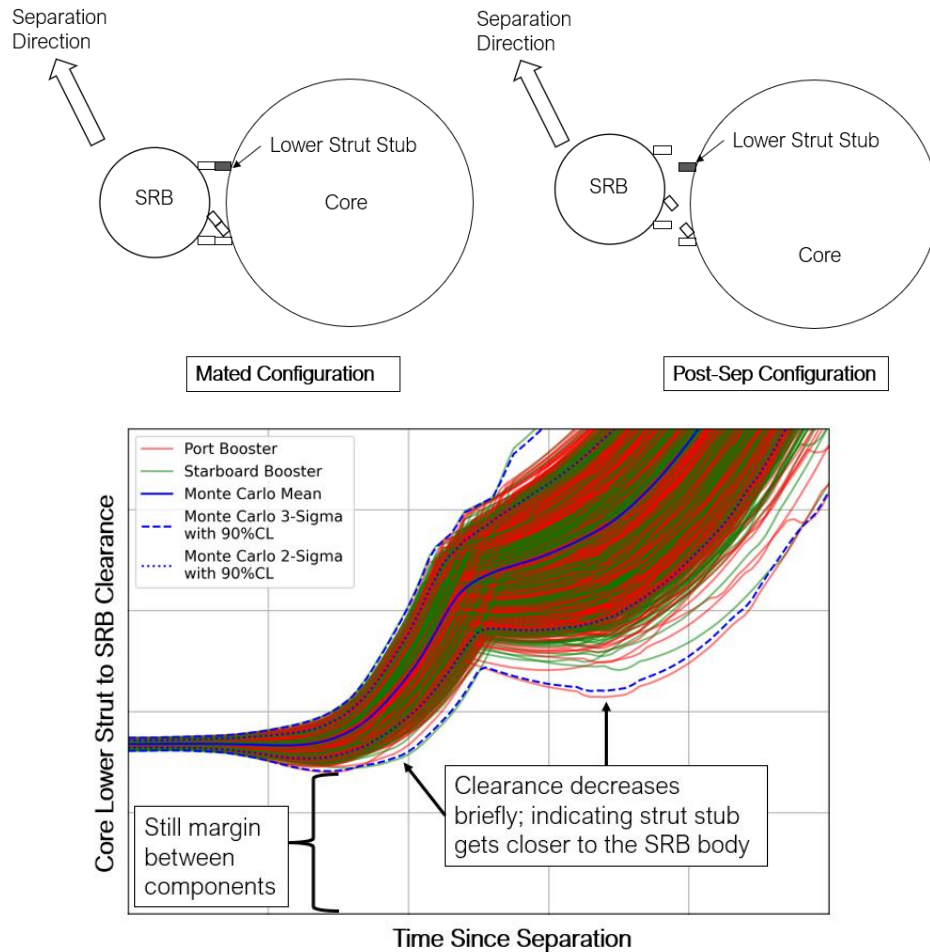 Separation
Direction
Lower Strut Stub
SRB
Core
Mated Configuration
Separation
Direction
Lower Strut Stub
SRB
Core
Post-Sep Configuration
Core Lower Strut to SRB Clearance
Port Booster
Starboard Booster
Monte Carlo Mean
Monte Carlo 3-Sigma
with 90%CL
Monte Carlo 2-Sigma
with 90%CL
Still margin
between
components
Clearance decreases
briefly; indicating strut stub
gets closer to the SRB body
Time Since Separation